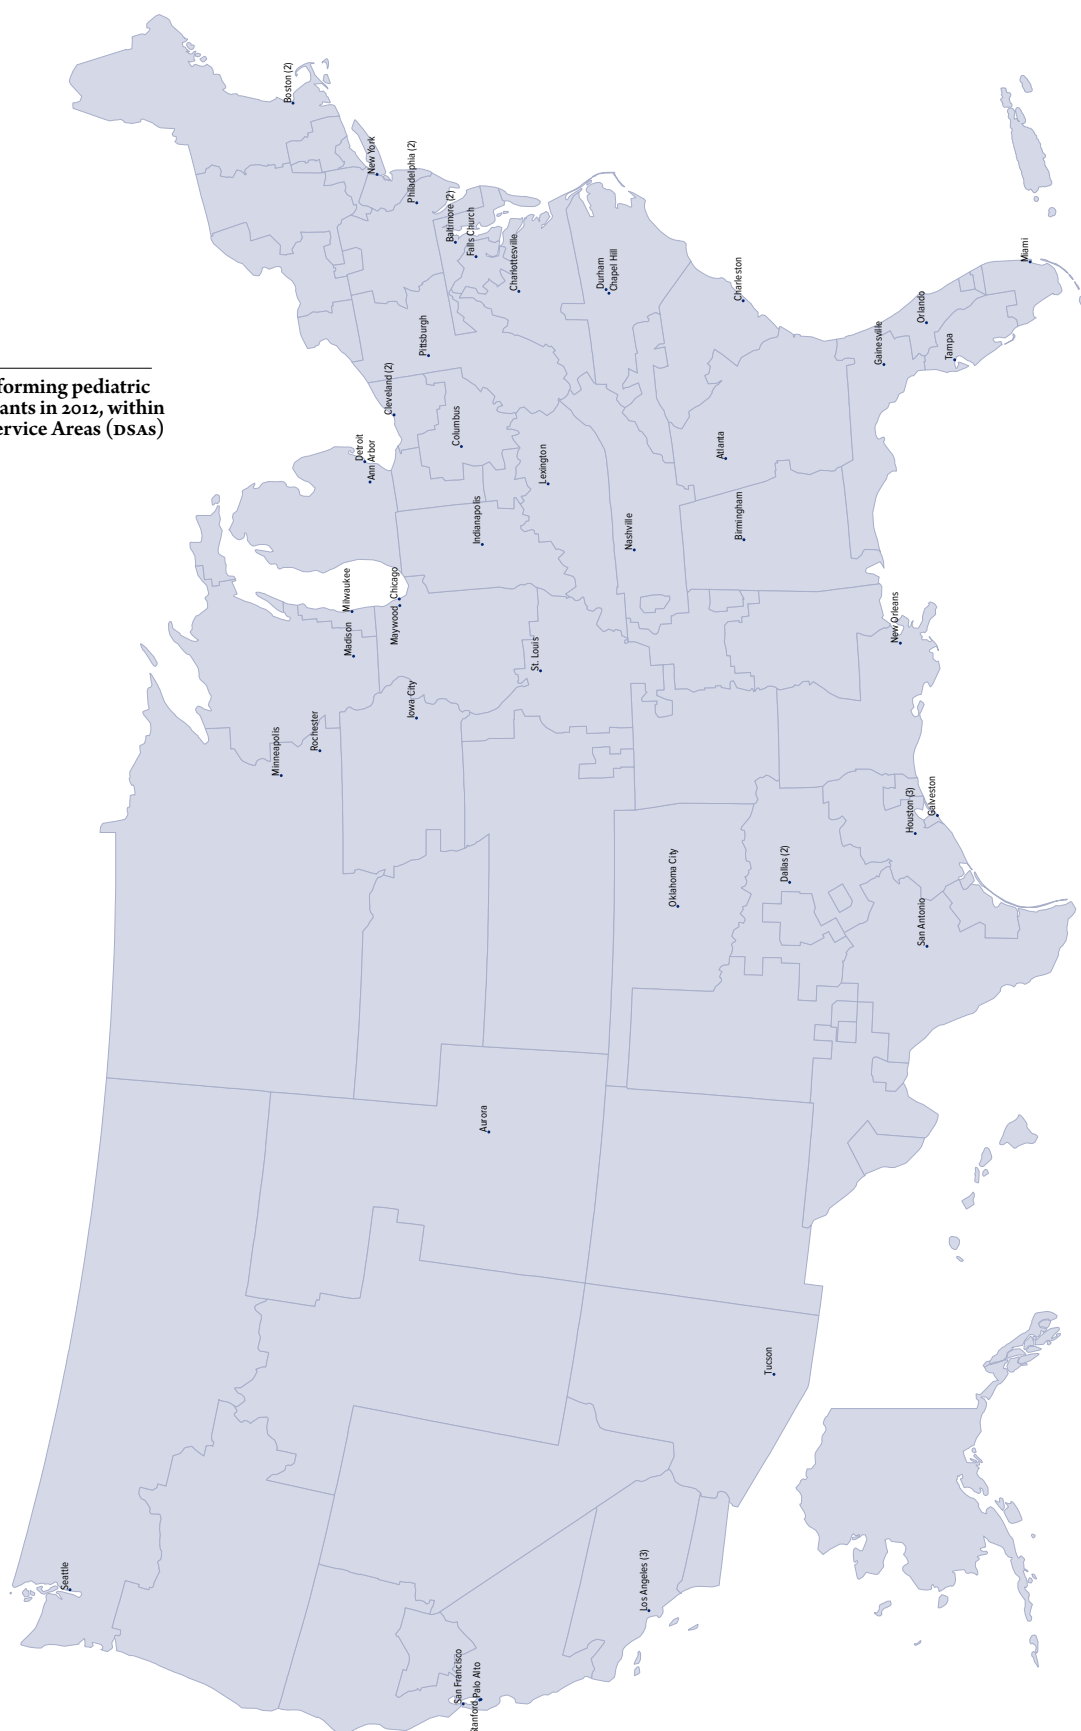 forming pediatric
ants in 2012, within
ervice Areas (DSAs)
Boston (2)
New York
Philadelphia (2)
Baltimore (2)
Falls Church
Charlottesville
Durham
Chapel Hill
Charleston
Miami
Orlando
Tampa
Gainesville
Pittsburgh
Cleveland (2)
Columbus
Detroit
Ann Arbor
Lexington
Atlanta
Indianapolis
Nashville
Birmingham
Milwaukee
Chicago
Maywood
Madison
St. Louis
New Orleans
Iowa City
Rochester
Minneapolis
Houston (3)
Galveston
Dallas (2)
Oklahoma City
San Antonio
Aurora
Tucson
Seattle
Los Angeles (3)
San Francisco
Palo Alto
tanford